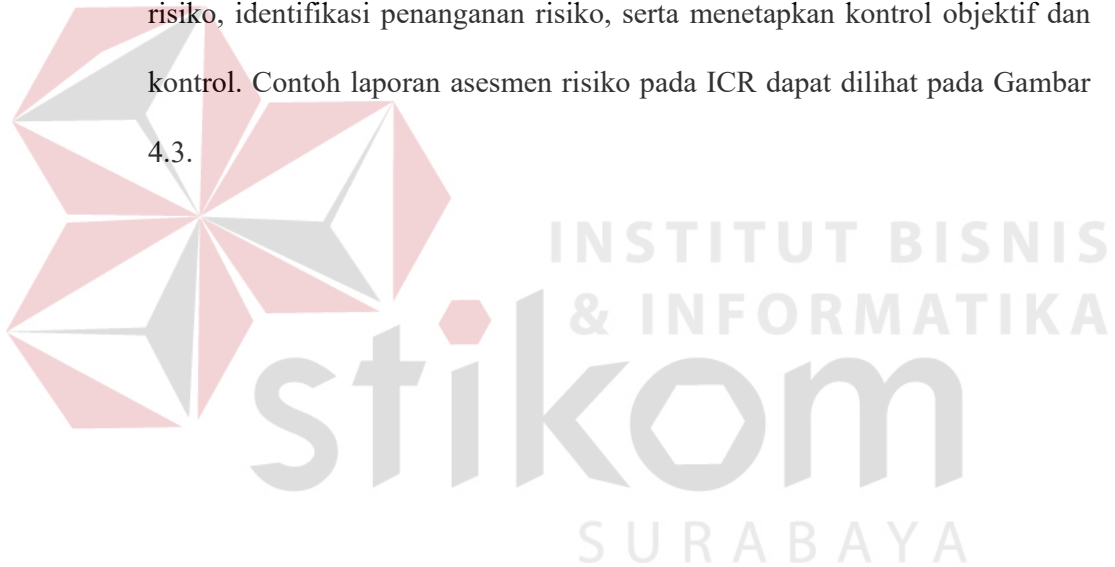 risiko, identifikasi penanganan risiko, serta menetapkan kontrol objektif dan
kontrol. Contoh laporan asesmen risiko pada ICR dapat dilihat pada Gambar
4.3.
INSTITUT BISNIS
& INFORMATIKA
stikom
SURABAYA